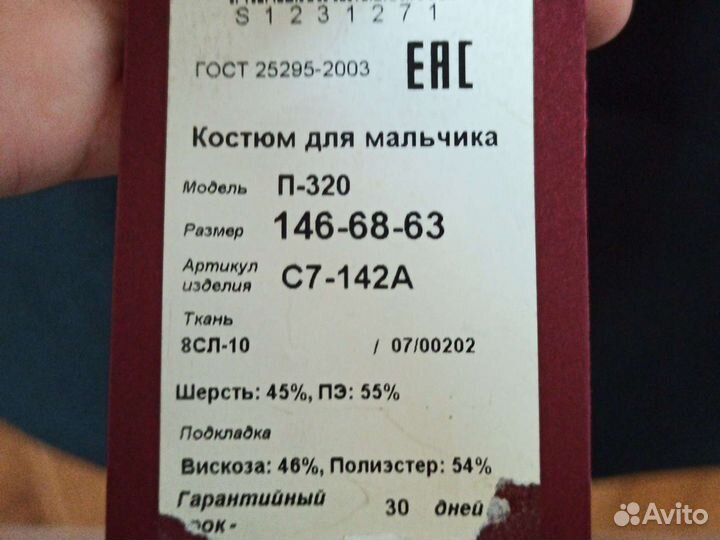 S1231271
ГОСТ 25295-2003 EAC
Костюм для мальчика
Модель П-320
Размер 146-68-63
Артикул изделия С7-142А
Ткань
8СЛ-10 / 07/00202
Шерсть: 45%, ПЭ: 55%
Подкладка
Вискоза: 46%, Полиэстер: 54%
Гарантийный 30 дней
Avito